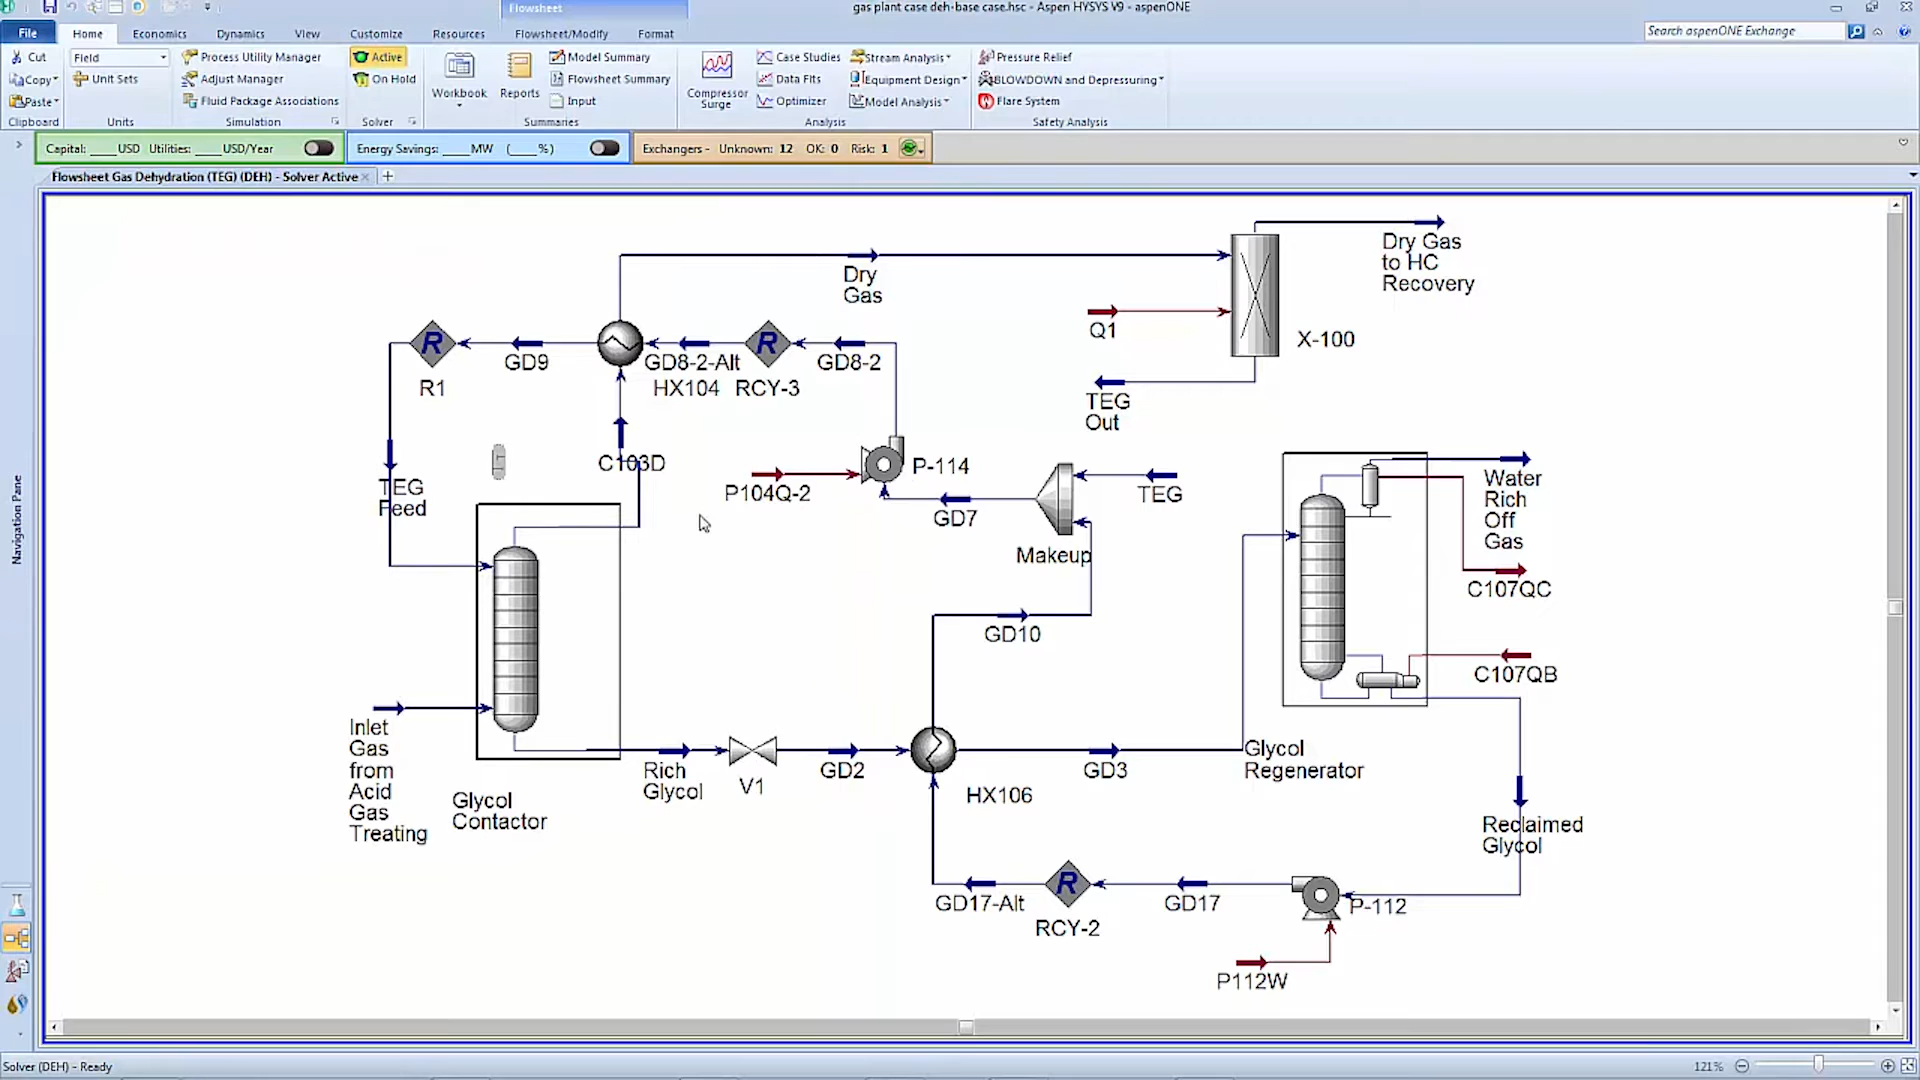 Flowsheet
gas plant case deh-base case.hsc - Aspen HYSYS V9 - aspenONE
File Home Economics Dynamics View Customize Resources Flowsheet/Modify Format
Search aspenONE Exchange
Cut
Copy
Paste
Clipboard
Field
Unit Sets
Units
Process Utility Manager
Adjust Manager
Fluid Package Associations
Simulation
Active
On Hold
Solver
Workbook
Reports
Model Summary
Flowsheet Summary
Input
Summaries
Compressor
Surge
Case Studies
Data Fits
Optimizer
Stream Analysis
Equipment Design
Model Analysis
Analysis
Pressure Relief
BLOWDOWN and Depressuring
Flare System
Safety Analysis
Capital: ____USD Utilities: ____USD/Year
Energy Savings: ____MW (____%)
Exchangers - Unknown: 12 OK: 0 Risk: 1
Flowsheet Gas Dehydration (TEG) (DEH) - Solver Active
Navigation Pane
Dry
Gas
Dry Gas
to HC
Recovery
Q1
X-100
TEG
Out
R1
GD9
GD8-2-Alt
HX104
RCY-3
GD8-2
C103D
TEG
Feed
P104Q-2
P-114
GD7
TEG
Makeup
GD10
Water
Rich
Off
Gas
C107QC
C107QB
Inlet
Gas
from
Acid
Gas
Treating
Glycol
Contactor
Rich
Glycol
V1
GD2
HX106
GD3
Glycol
Regenerator
Reclaimed
Glycol
GD17-Alt
RCY-2
GD17
P-112
P112W
Solver (DEH) - Ready
121%